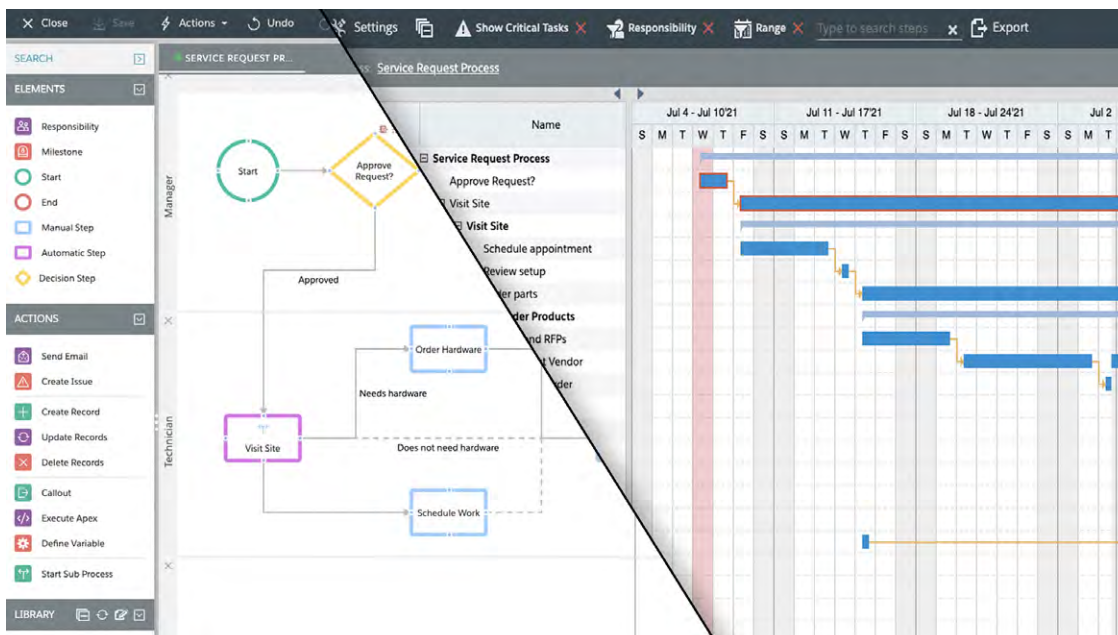 Close
Save
Actions
Undo
Settings
Show Critical Tasks
Responsibility
Range
Type to search steps
Export
SEARCH
SERVICE REQUEST PR...
Service Request Process
ELEMENTS
Responsibility
Milestone
Start
End
Manual Step
Automatic Step
Decision Step
ACTIONS
Send Email
Create Issue
Create Record
Update Records
Delete Records
Callout
Execute Apex
Define Variable
Start Sub Process
LIBRARY
Manager
Start
Approve
Request?
Approved
Technician
Order Hardware
Needs hardware
Visit Site
Does not need hardware
Schedule Work
Name
Service Request Process
Approve Request?
Visit Site
Visit Site
Schedule appointment
Review setup
parts
Products
RFPs
Vendor
Jul 4 - Jul 10'21
Jul 11 - Jul 17'21
Jul 18 - Jul 24'21
Jul 2
S M T W T F S S M T W T F S S M T W T F S S M T